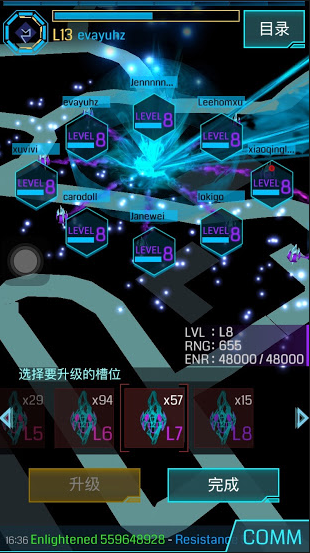 L13 evayuhz
目录
Jennnnn...
evayuhz
Leehomxu
LEVEL 8
LEVEL 8
LEVEL 8
xuvivi
xiaoqingl...
LEVEL 8
LEVEL 8
carodoll
lokigo
Janewei
LEVEL 8
LEVEL 8
LEVEL 8
LVL : L8
RNG: 655
ENR: 48000 / 48000
选择要升级的槽位
x29
x94
x57
x15
L5
L6
L7
L8
升级
完成
16:36 Enlightened 559648928 - Resistanc
COMM